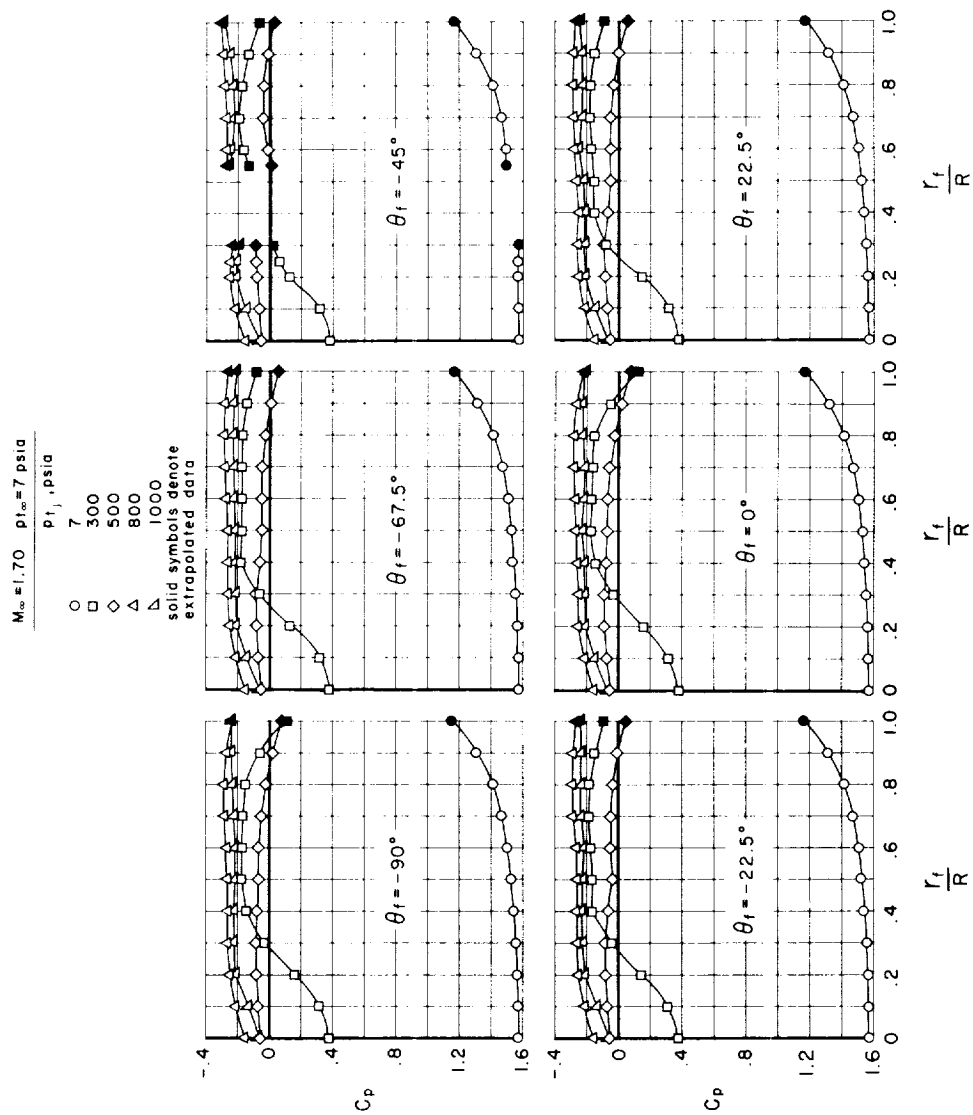 M∞ = 1.70 pt∞ = 7 psia
ptj, psia
○ 7
□ 300
◇ 500
△ 800
1000
solid symbols denote
extrapolated data
-.4
0
.4
.8
1.2
1.6
Cp
θf = -90°
θf = -67.5°
θf = -45°
-.4
0
.4
.8
1.2
1.6
Cp
θf = -22.5°
θf = 0°
θf = 22.5°
0 .2 .4 .6 .8 1.0
0 .2 .4 .6 .8 1.0
0 .2 .4 .6 .8 1.0
rf/R
rf/R
rf/R